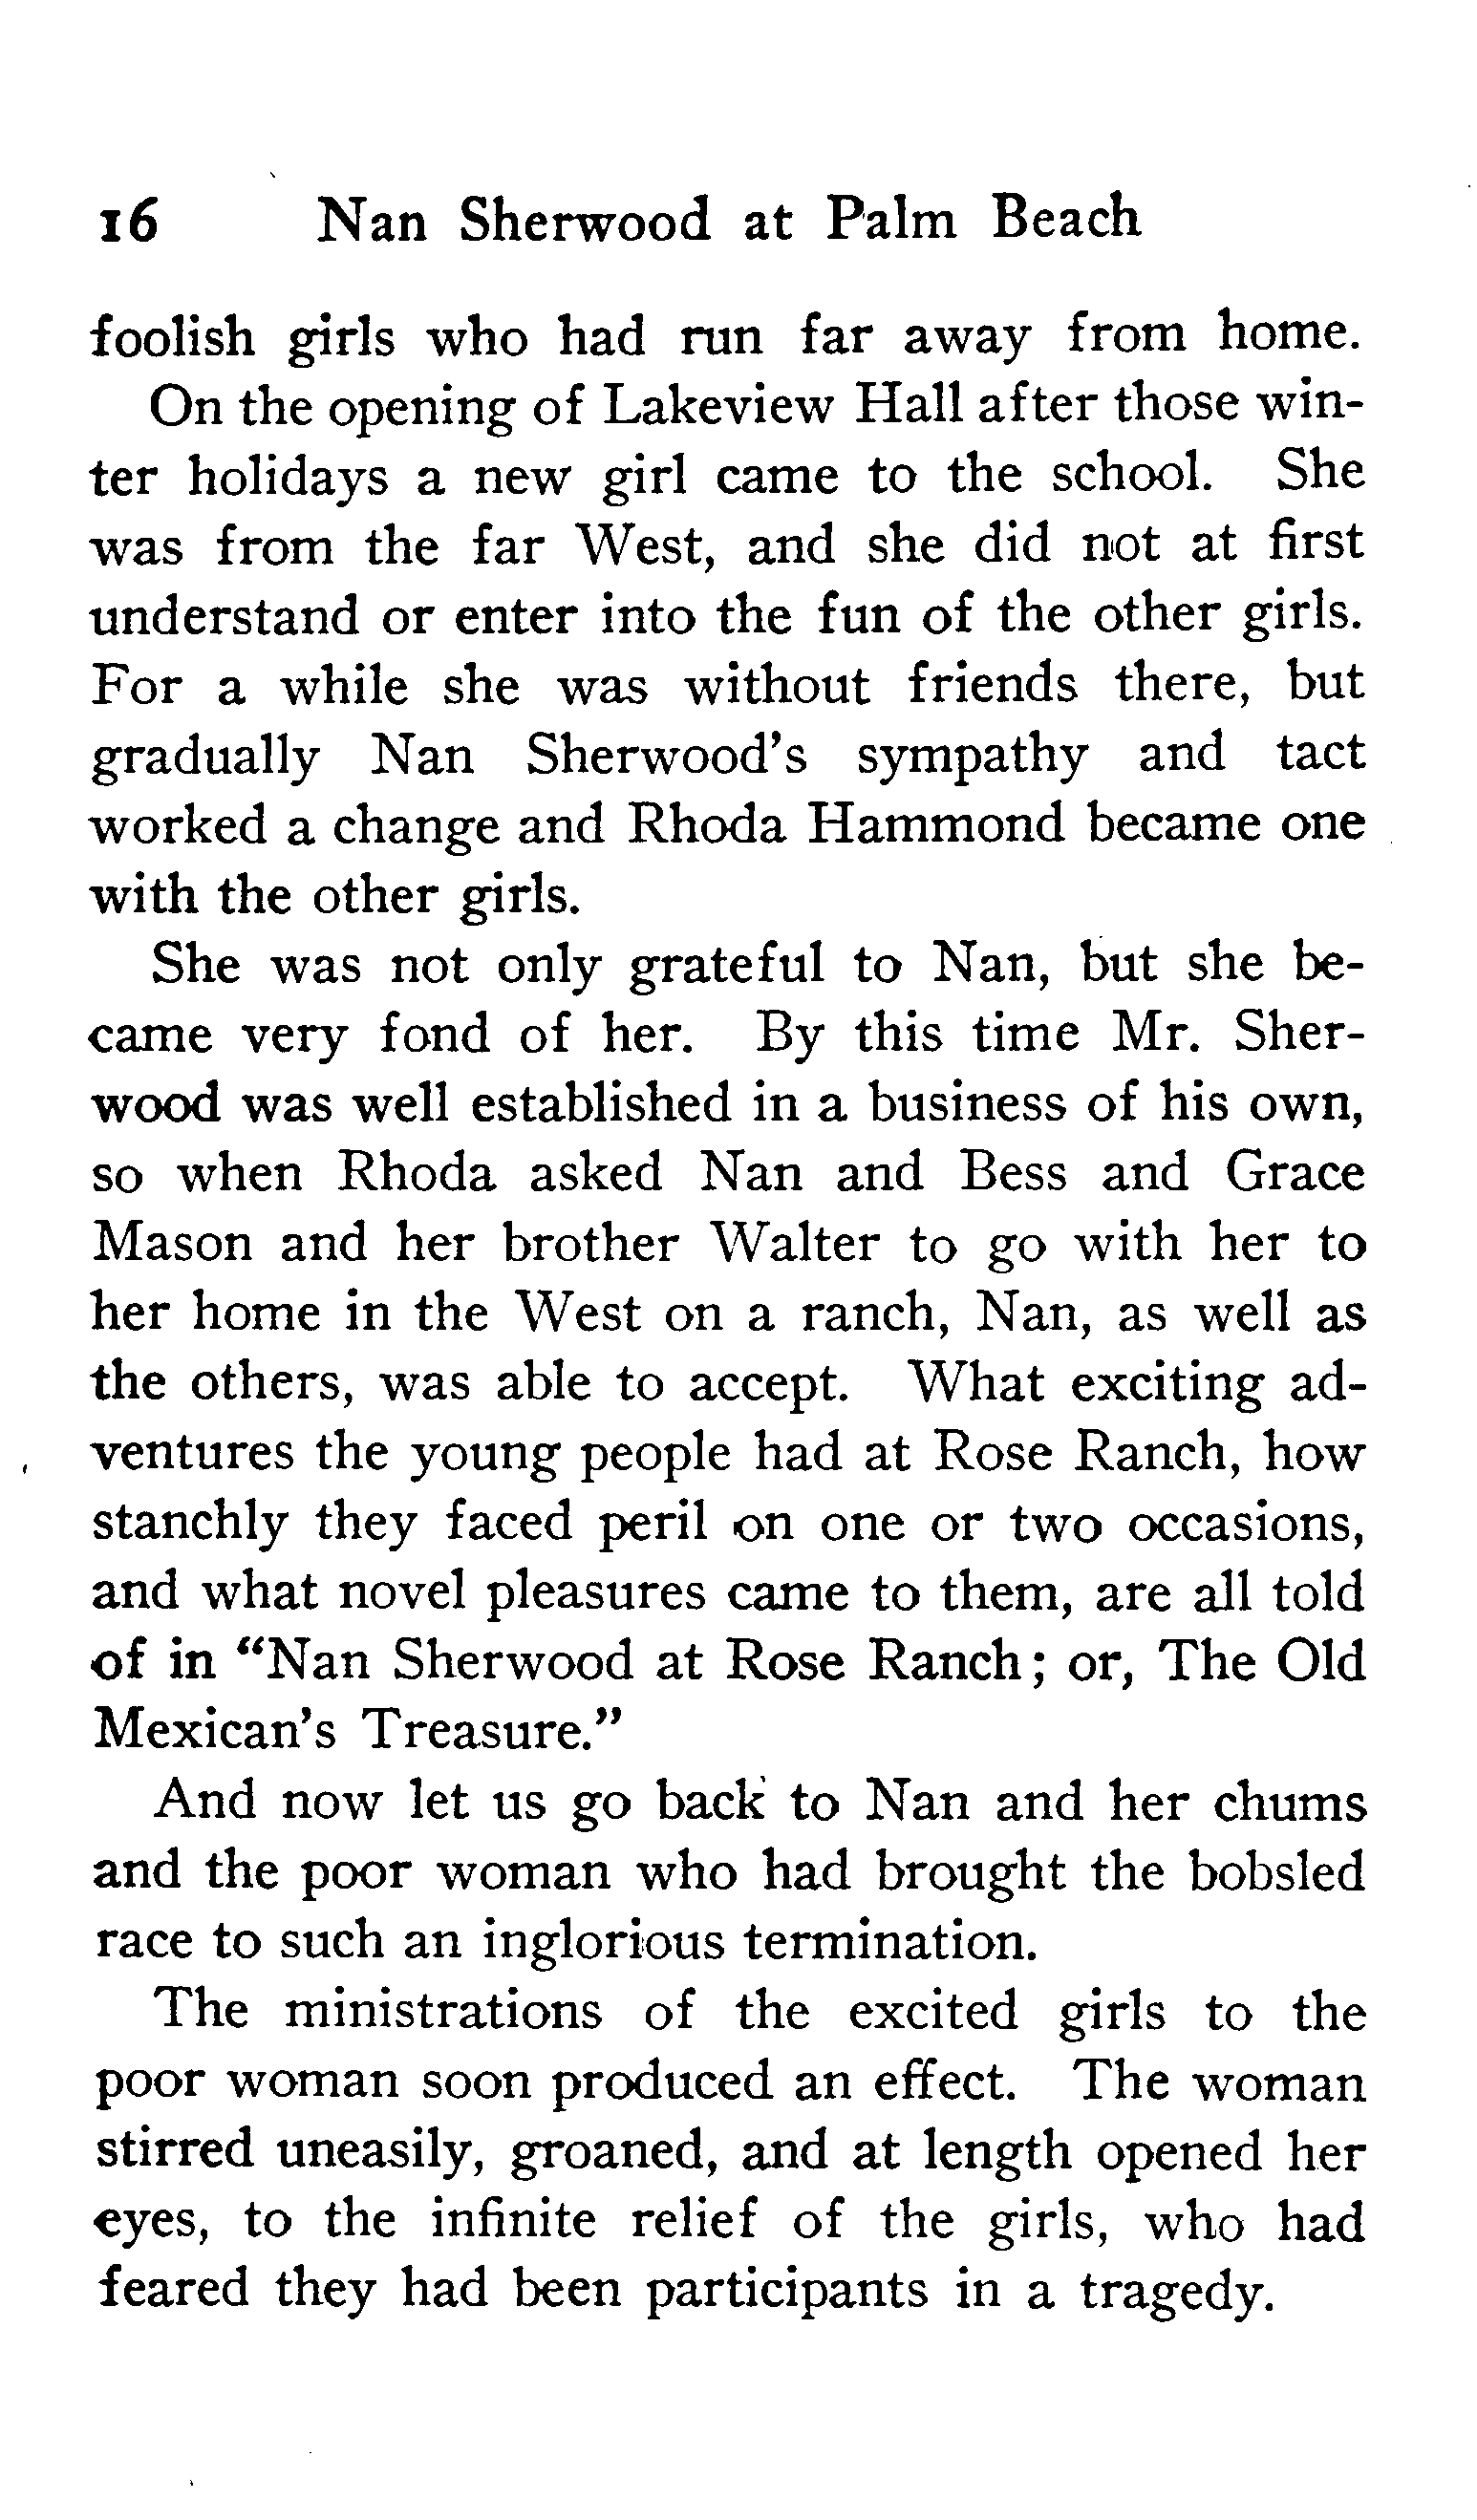 16 Nan Sherwood at Palm Beach
foolish girls who had run far away from home.
On the opening of Lakeview Hall after those win-
ter holidays a new girl came to the school. She
was from the far West, and she did not at first
understand or enter into the fun of the other girls.
For a while she was without friends there, but
gradually Nan Sherwood's sympathy and tact
worked a change and Rhoda Hammond became one
with the other girls.
She was not only grateful to Nan, but she be-
came very fond of her. By this time Mr. Sher-
wood was well established in a business of his own,
so when Rhoda asked Nan and Bess and Grace
Mason and her brother Walter to go with her to
her home in the West on a ranch, Nan, as well as
the others, was able to accept. What exciting ad-
ventures the young people had at Rose Ranch, how
stanchly they faced peril on one or two occasions,
and what novel pleasures came to them, are all told
of in "Nan Sherwood at Rose Ranch; or, The Old
Mexican's Treasure."
And now let us go back to Nan and her chums
and the poor woman who had brought the bobsled
race to such an inglorious termination.
The ministrations of the excited girls to the
poor woman soon produced an effect. The woman
stirred uneasily, groaned, and at length opened her
eyes, to the infinite relief of the girls, who had
feared they had been participants in a tragedy.